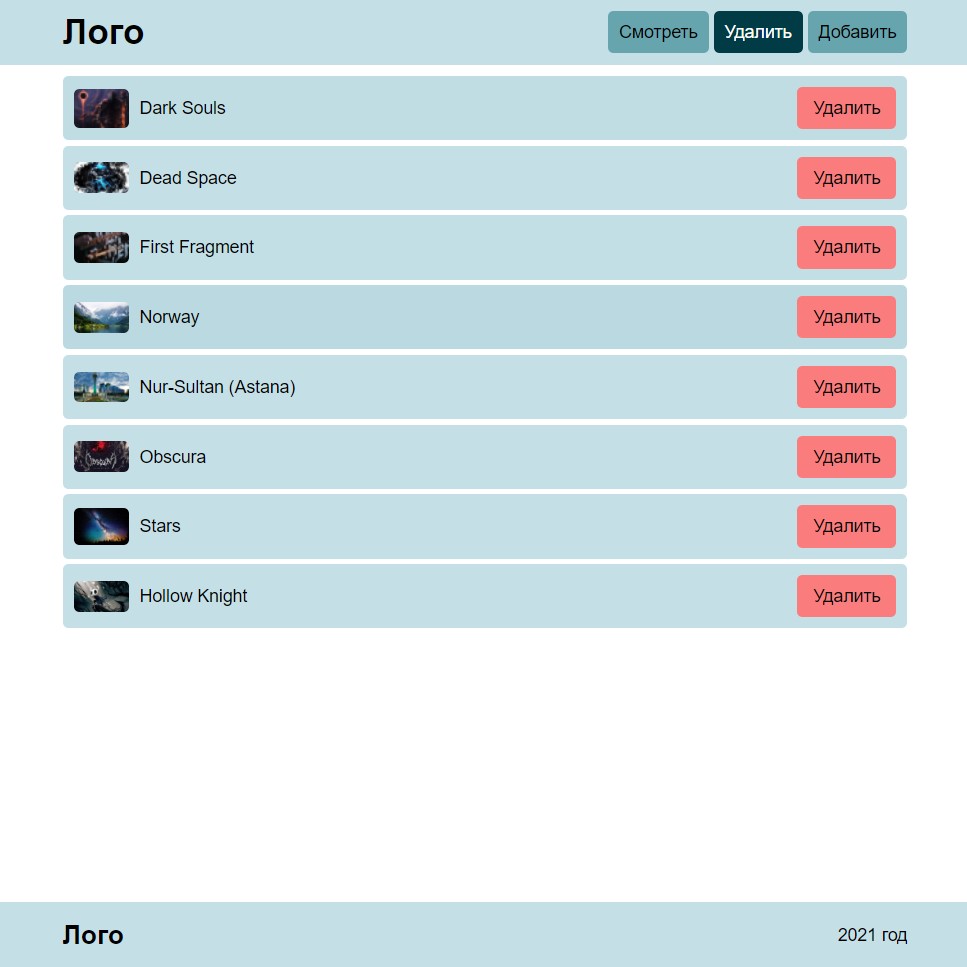 Лого
Смотреть Удалить Добавить
Dark Souls Удалить
Dead Space Удалить
First Fragment Удалить
Norway Удалить
Nur-Sultan (Astana) Удалить
Obscura Удалить
Stars Удалить
Hollow Knight Удалить
Лого 2021 год